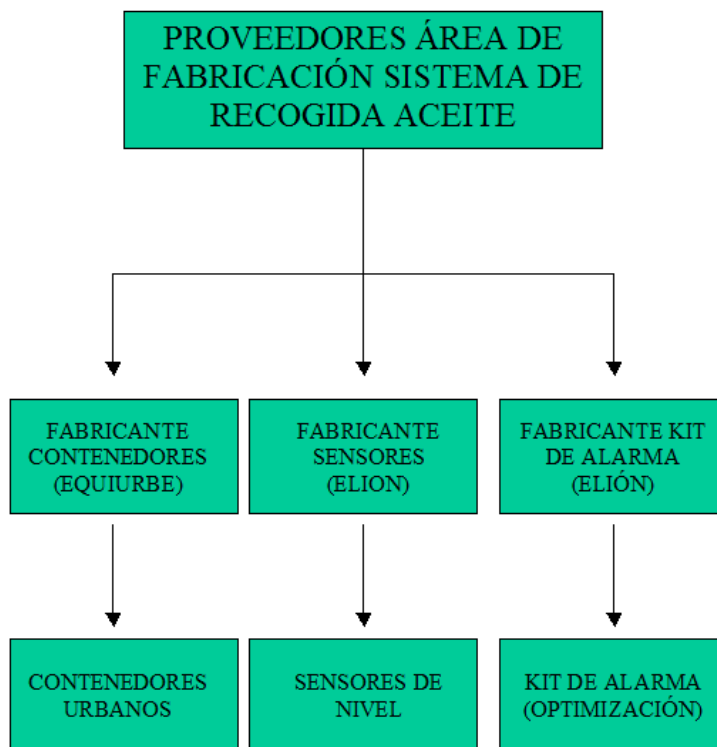 PROVEEDORES ÁREA DE
FABRICACIÓN SISTEMA DE
RECOGIDA ACEITE
FABRICANTE
CONTENEDORES
(EQUIURBE)
FABRICANTE
SENSORES
(ELION)
FABRICANTE KIT
DE ALARMA
(ELIÓN)
CONTENEDORES
URBANOS
SENSORES DE
NIVEL
KIT DE ALARMA
(OPTIMIZACIÓN)